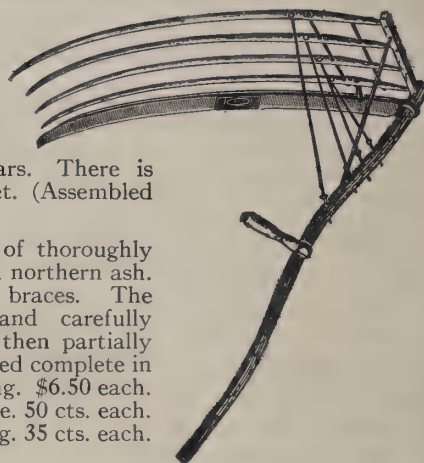 ars. There is
et. (Assembled
of thoroughly
northern ash.
braces. The
and carefully
then partially
ed complete in
g. $6.50 each.
e. 50 cts. each.
g. 35 cts. each.